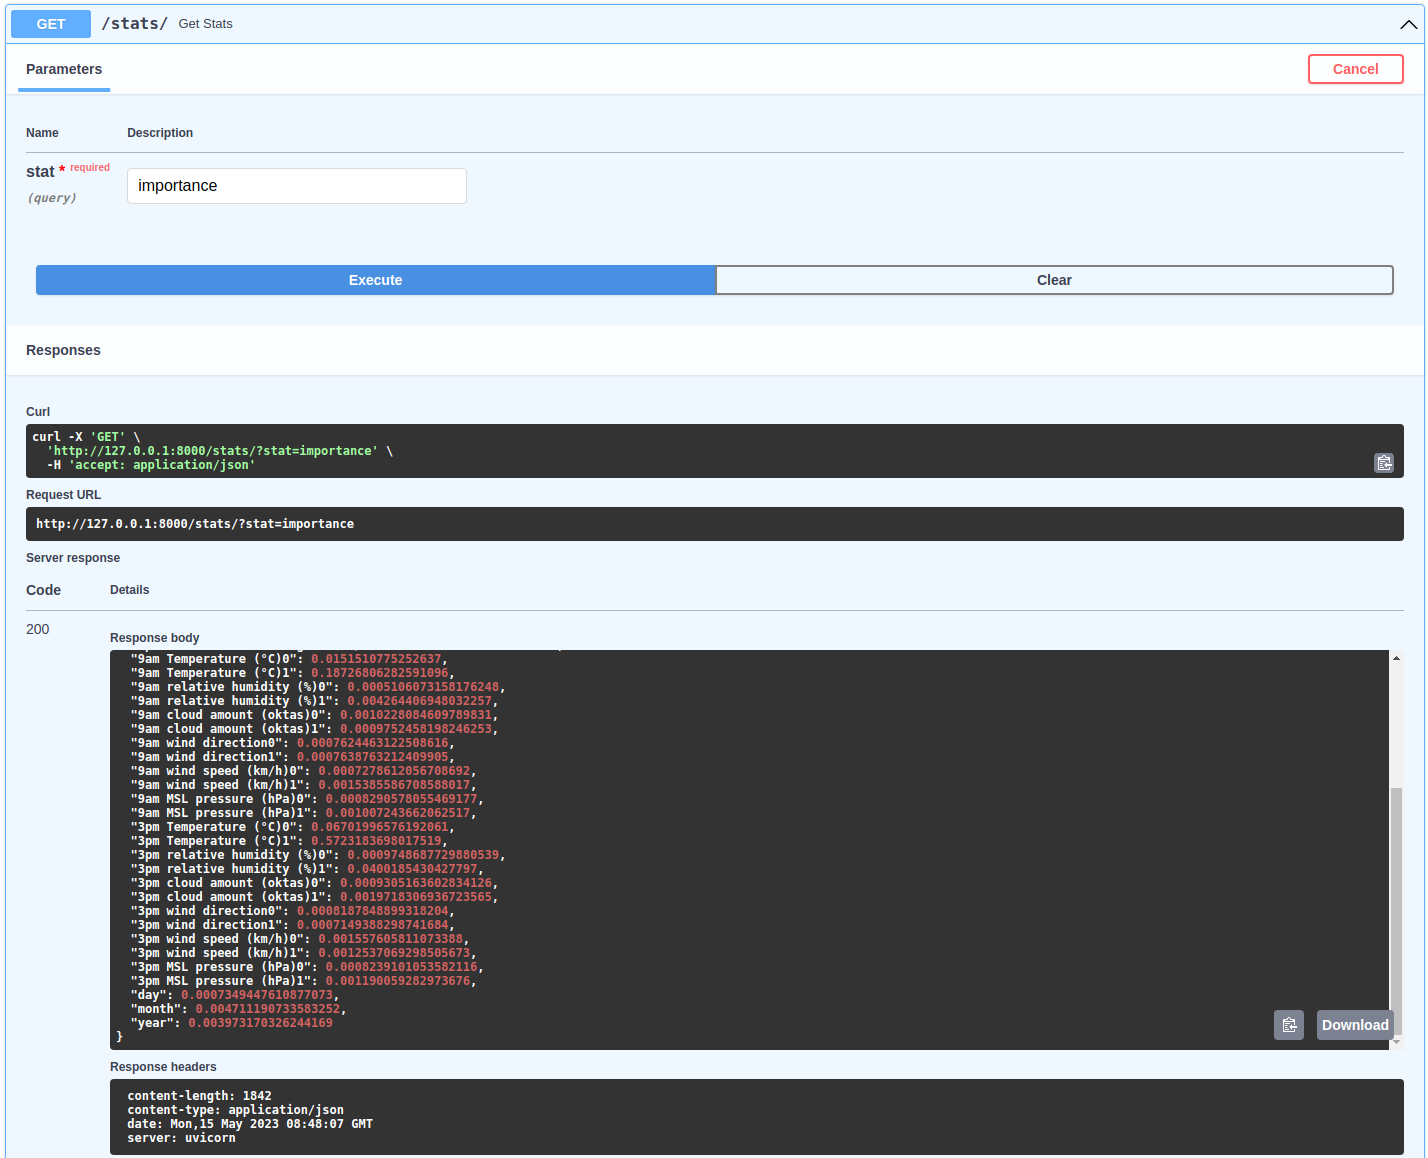 GET /stats/ Get Stats
Parameters
Cancel
Name Description
stat * required
importance
(query)
Execute
Clear
Responses
Curl
curl -X 'GET' \
'http://127.0.0.1:8000/stats/?stat=importance' \
-H 'accept: application/json'
Request URL
http://127.0.0.1:8000/stats/?stat=importance
Server response
Code Details
200
Response body
"9am Temperature (°C)0": 0.0151510775252637,
"9am Temperature (°C)1": 0.18726806282591096,
"9am relative humidity (%)0": 0.0005106073158176248,
"9am relative humidity (%)1": 0.004264406948032257,
"9am cloud amount (oktas)0": 0.0010228084609789831,
"9am cloud amount (oktas)1": 0.0009752458198246253,
"9am wind direction0": 0.0007624463122508616,
"9am wind direction1": 0.0007638763212409905,
"9am wind speed (km/h)0": 0.0007278612056708692,
"9am wind speed (km/h)1": 0.0015385586708588017,
"9am MSL pressure (hPa)0": 0.0008290578055469177,
"9am MSL pressure (hPa)1": 0.001007243662062517,
"3pm Temperature (°C)0": 0.06701996576192061,
"3pm Temperature (°C)1": 0.5723183698017519,
"3pm relative humidity (%)0": 0.0009748687729880539,
"3pm relative humidity (%)1": 0.0400185430427797,
"3pm cloud amount (oktas)0": 0.0009305163602834126,
"3pm cloud amount (oktas)1": 0.0019718306936723565,
"3pm wind direction0": 0.0008187848899318204,
"3pm wind direction1": 0.0007149388298741684,
"3pm wind speed (km/h)0": 0.001557605811073388,
"3pm wind speed (km/h)1": 0.0012537069298505673,
"3pm MSL pressure (hPa)0": 0.0008239101053582116,
"3pm MSL pressure (hPa)1": 0.001190059282973676,
"day": 0.0007349447610877073,
"month": 0.004711190733583252,
"year": 0.003973170326244169
}
Download
Response headers
content-length: 1842
content-type: application/json
date: Mon,15 May 2023 08:48:07 GMT
server: uvicorn